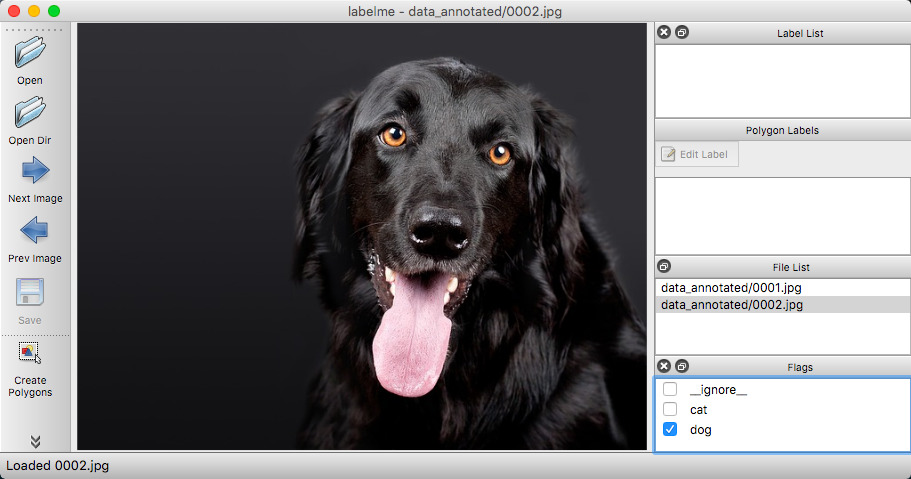 labelme - data_annotated/0002.jpg
Open
Open Dir
Next Image
Prev Image
Save
Create
Polygons
Label List
Polygon Labels
Edit Label
File List
data_annotated/0001.jpg
data_annotated/0002.jpg
Flags
__ignore__
cat
dog
Loaded 0002.jpg